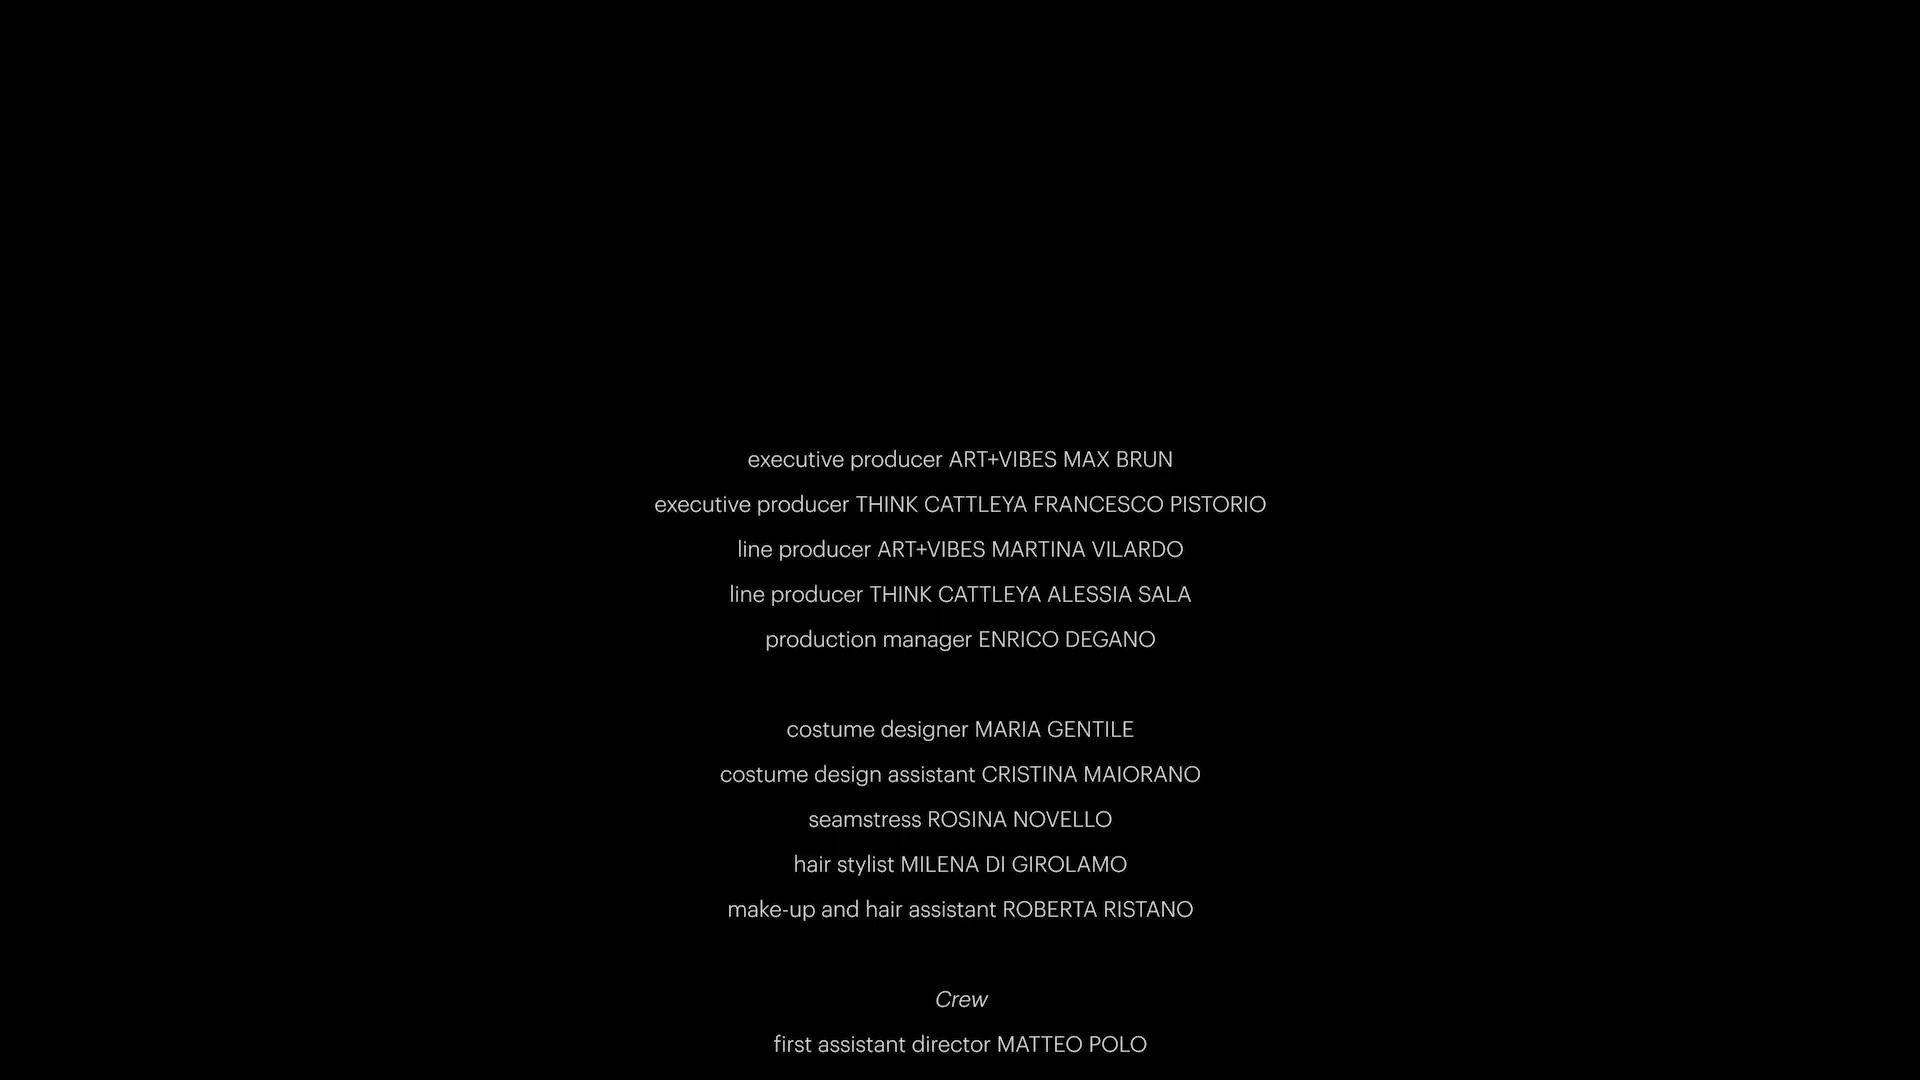 executive producer ART+VIBES MAX BRUN
executive producer THINK CATTLEYA FRANCESCO PISTORIO
line producer ART+VIBES MARTINA VILARDO
line producer THINK CATTLEYA ALESSIA SALA
production manager ENRICO DEGANO
costume designer MARIA GENTILE
costume design assistant CRISTINA MAIORANO
seamstress ROSINA NOVELLO
hair stylist MILENA DI GIROLAMO
make-up and hair assistant ROBERTA RISTANO
Crew
first assistant director MATTEO POLO